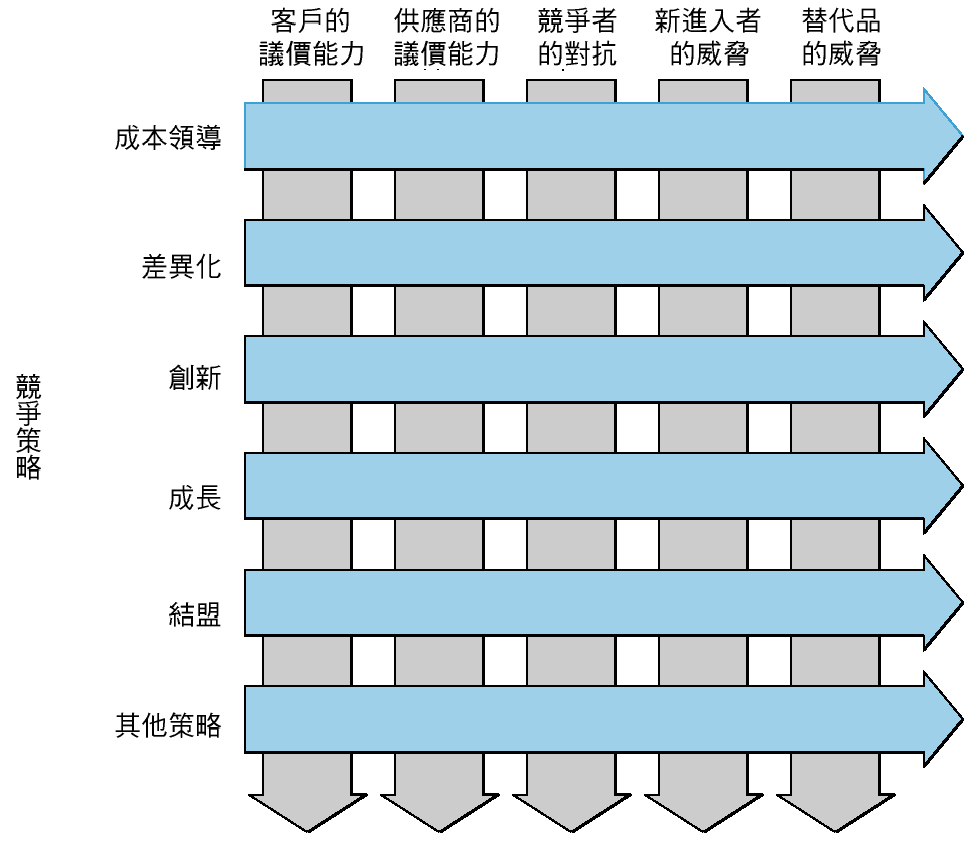 客戶的
議價能力
供應商的
議價能力
競爭者
的對抗
新進入者
的威脅
替代品
的威脅
成本領導
差異化
創新
成長
結盟
其他策略
競爭策略